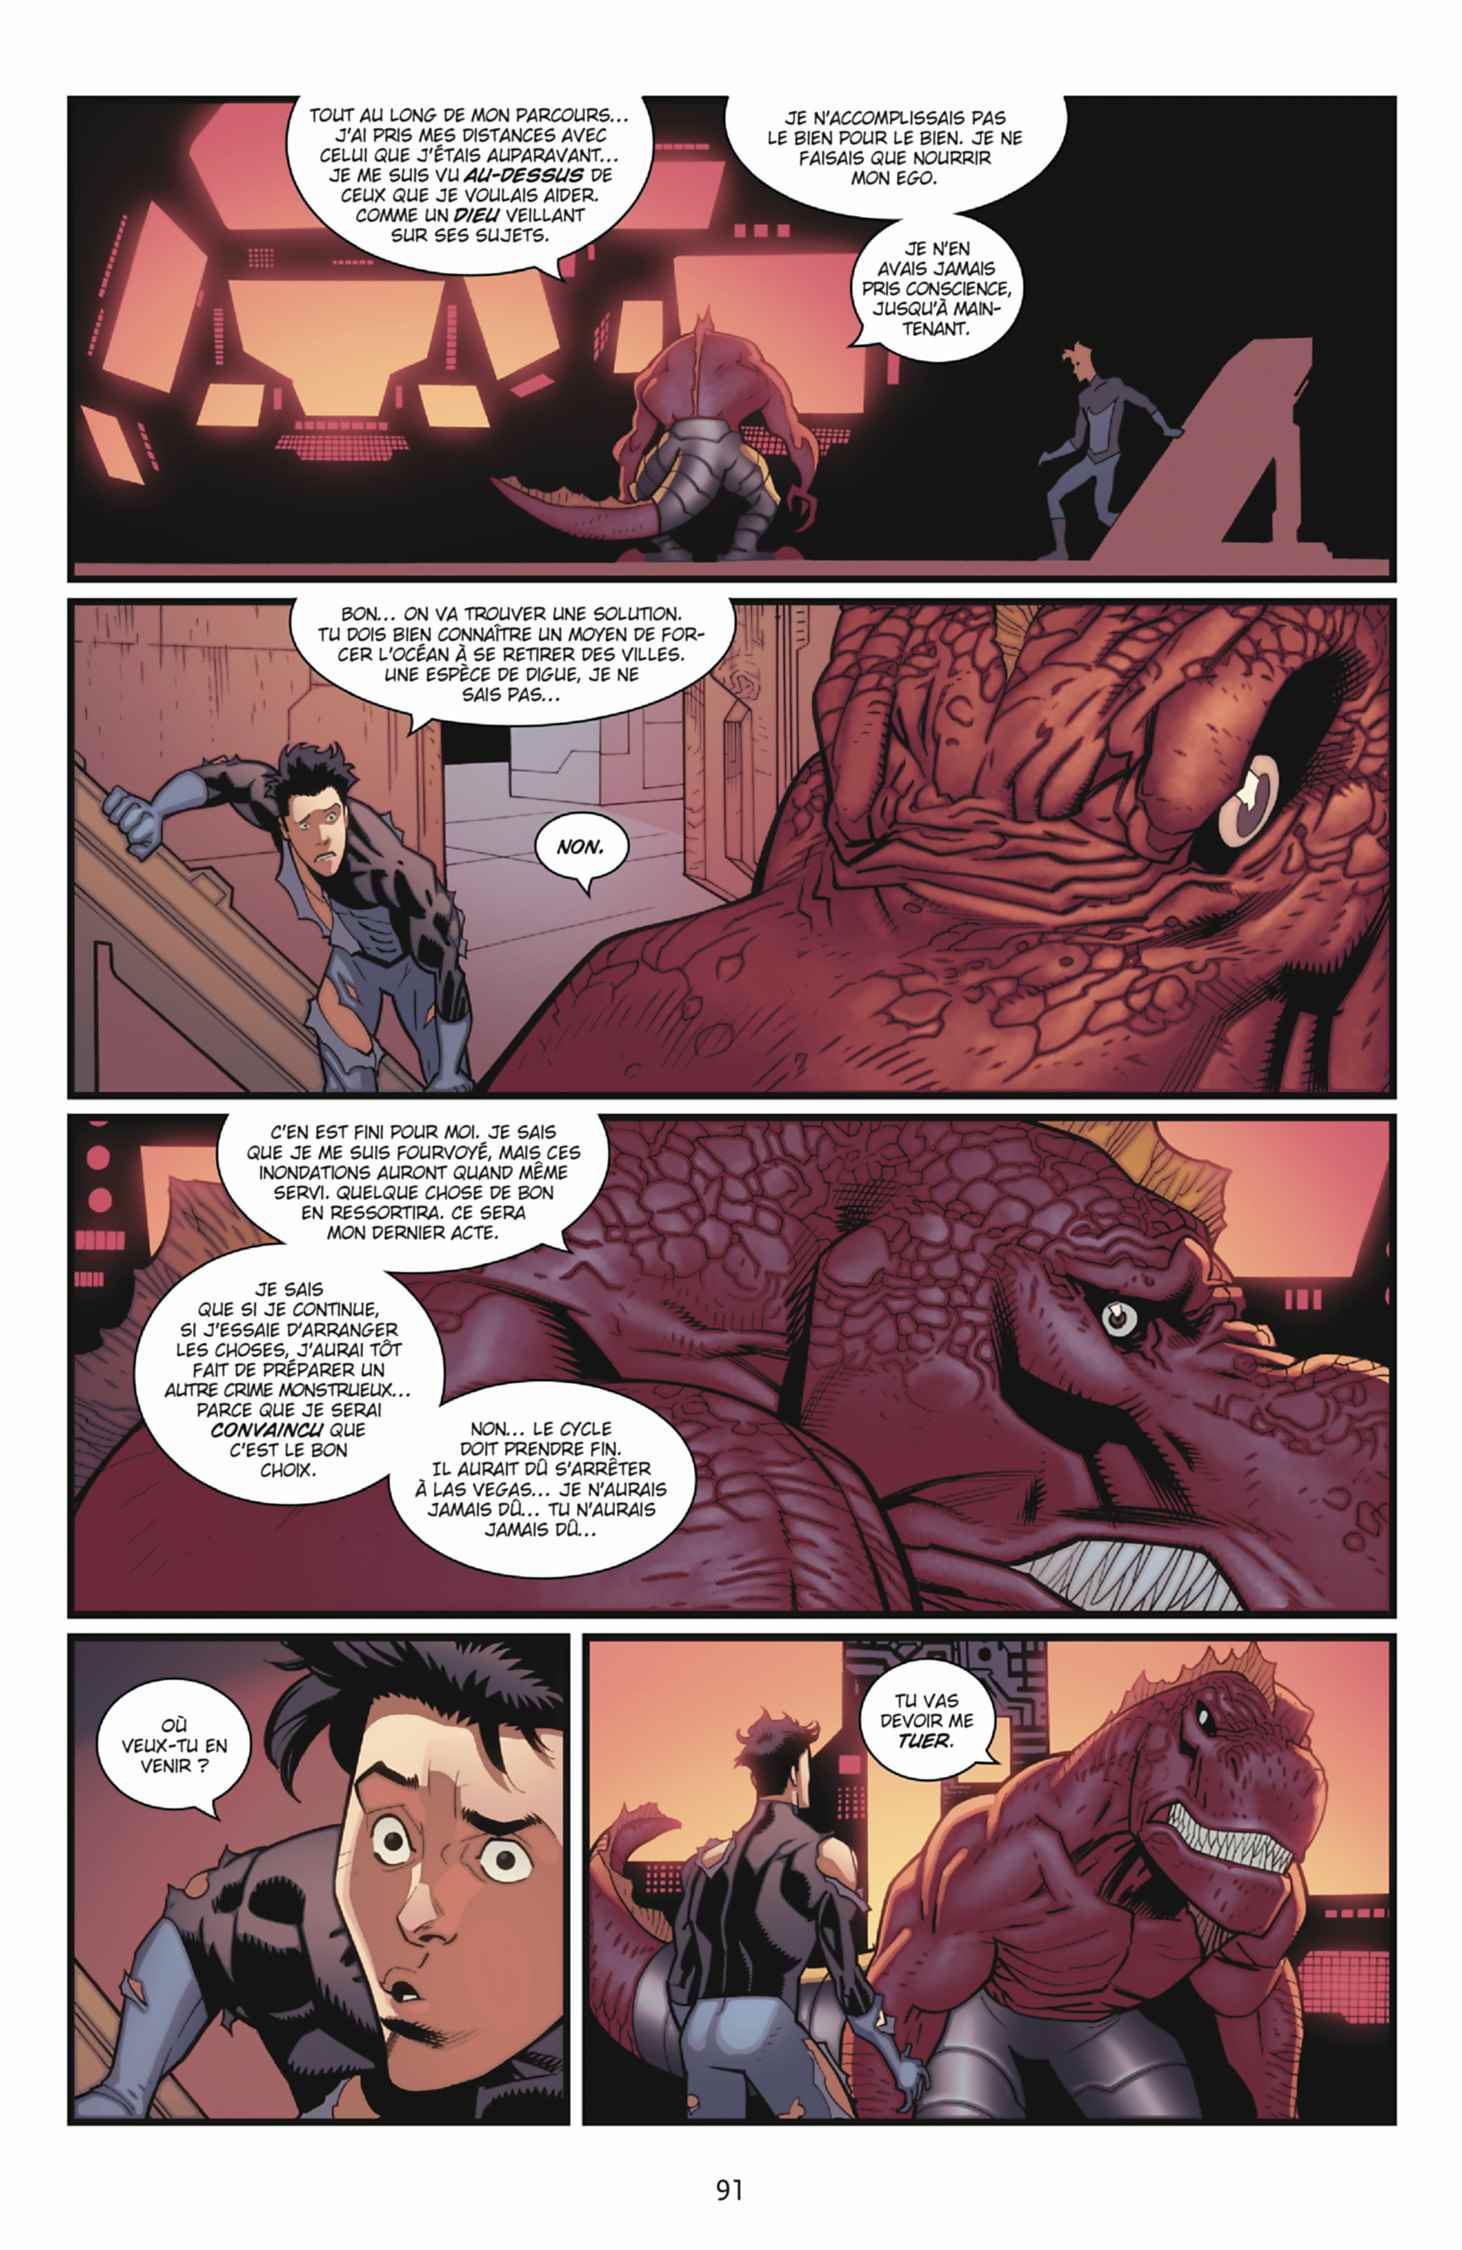 TOUT AU LONG DE MON PARCOURS...
J'AI PRIS MES DISTANCES AVEC
CELUI QUE J'ÉTAIS AUPARAVANT...
JE ME SUIS VU AU-DESSUS DE
CEUX QUE JE VOULAIS AIDER.
COMME UN DIEU VEILLANT
SUR SES SUJETS.
JE N'ACCOMPLISSAIS PAS
LE BIEN POUR LE BIEN. JE NE
FAISAIS QUE NOURRIR
MON EGO.
JE N'EN
AVAIS JAMAIS
PRIS CONSCIENCE,
JUSQU'À MAIN-
TENANT.
BON... ON VA TROUVER UNE SOLUTION.
TU DOIS BIEN CONNAÎTRE UN MOYEN DE FOR-
CER L'OCÉAN À SE RETIRER DES VILLES.
UNE ESPÈCE DE DIGUE, JE NE
SAIS PAS...
NON.
C'EN EST FINI POUR MOI. JE SAIS
QUE JE ME SUIS FOURVOYÉ, MAIS CES
INONDATIONS AURONT QUAND MÊME
SERVI. QUELQUE CHOSE DE BON
EN RESSORTIRA. CE SERA
MON DERNIER ACTE.
JE SAIS
QUE SI JE CONTINUE,
SI J'ESSAIE D'ARRANGER
LES CHOSES, J'AURAI TÔT
FAIT DE PRÉPARER UN
AUTRE CRIME MONSTRUEUX...
PARCE QUE JE SERAI
CONVAINCU QUE
C'EST LE BON
CHOIX.
NON... LE CYCLE
DOIT PRENDRE FIN.
IL AURAIT DÛ S'ARRÊTER
À LAS VEGAS... JE N'AURAIS
JAMAIS DÛ... TU N'AURAIS
JAMAIS DÛ...
OÙ
VEUX-TU EN
VENIR ?
TU VAS
DEVOIR ME
TUER.
91